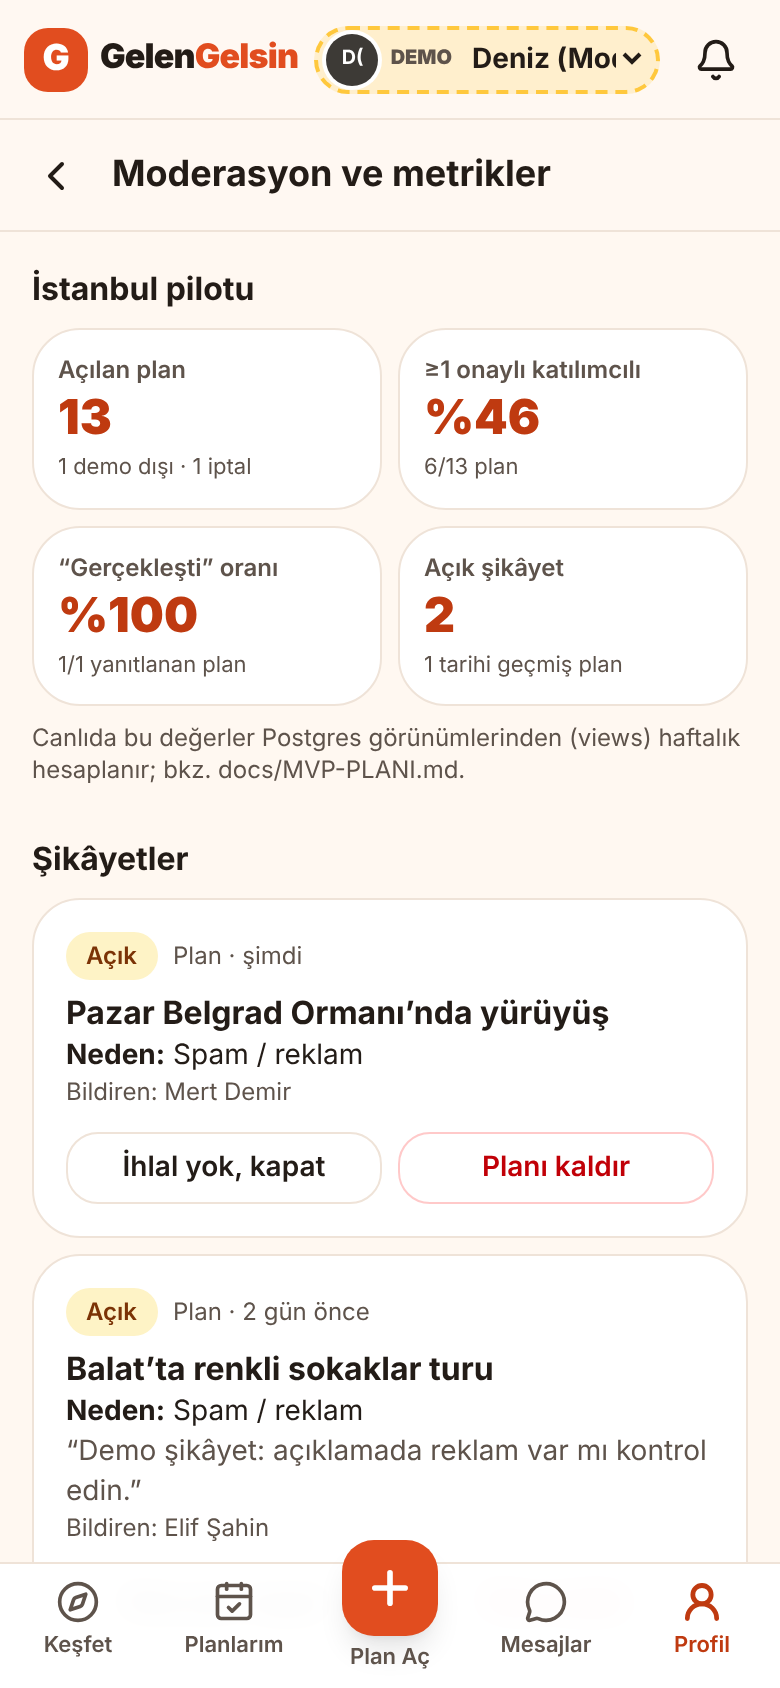 G GelenGelsin D( DEMO Deniz (Mo
Moderasyon ve metrikler
İstanbul pilotu
Açılan plan
13
1 demo dışı · 1 iptal
≥1 onaylı katılımcılı
%46
6/13 plan
“Gerçekleşti” oranı
%100
1/1 yanıtlanan plan
Açık şikâyet
2
1 tarihi geçmiş plan
Canlıda bu değerler Postgres görünümlerinden (views) haftalık
hesaplanır; bkz. docs/MVP-PLANI.md.
Şikâyetler
Açık Plan · şimdi
Pazar Belgrad Ormanı’nda yürüyüş
Neden: Spam / reklam
Bildiren: Mert Demir
İhlal yok, kapat
Planı kaldır
Açık Plan · 2 gün önce
Balat’ta renkli sokaklar turu
Neden: Spam / reklam
“Demo şikâyet: açıklamada reklam var mı kontrol
edin.”
Bildiren: Elif Şahin
Keşfet
Planlarım
Plan Aç
Mesajlar
Profil